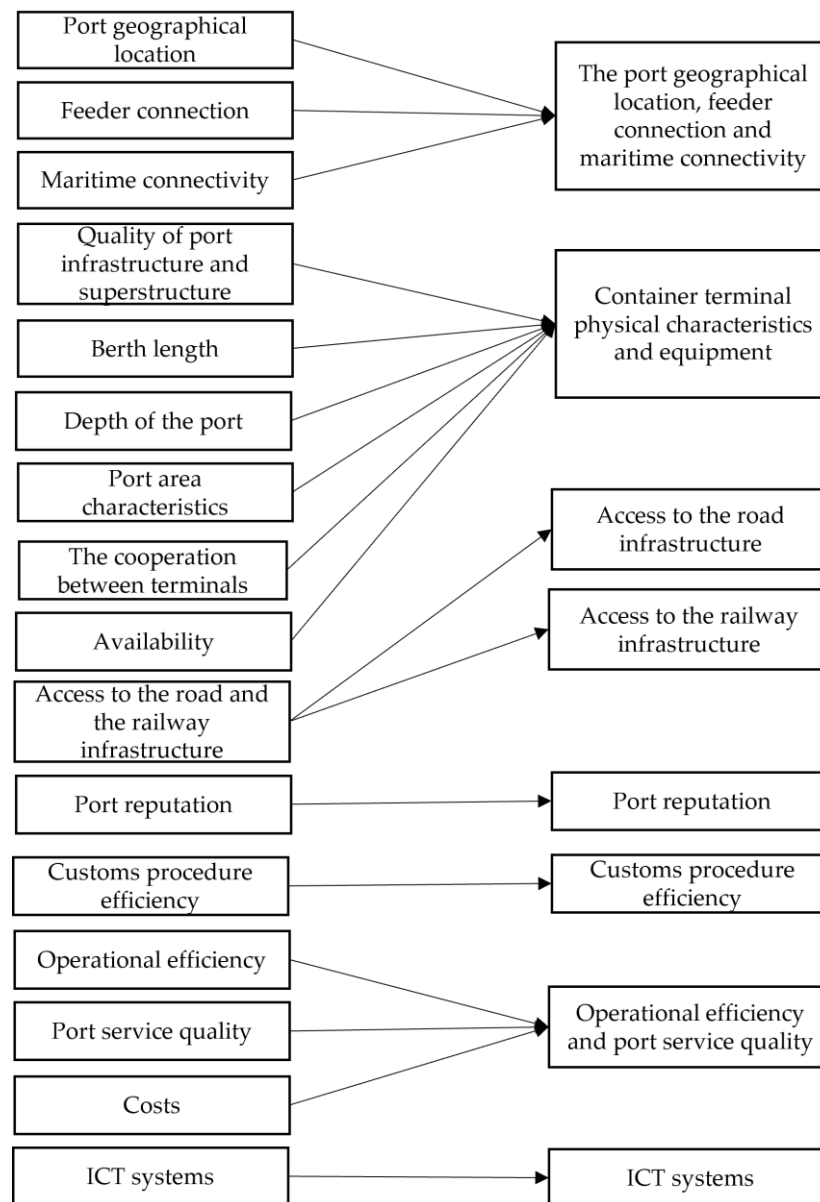 Port geographical
location
Feeder connection
Maritime connectivity
Quality of port
infrastructure and
superstructure
Berth length
Depth of the port
Port area
characteristics
The cooperation
between terminals
Availability
Access to the road and
the railway
infrastructure
Port reputation
Customs procedure
efficiency
Operational efficiency
Port service quality
Costs
ICT systems
The port geographical
location, feeder
connection and
maritime connectivity
Container terminal
physical characteristics
and equipment
Access to the road
infrastructure
Access to the railway
infrastructure
Port reputation
Customs procedure
efficiency
Operational efficiency
and port service quality
ICT systems